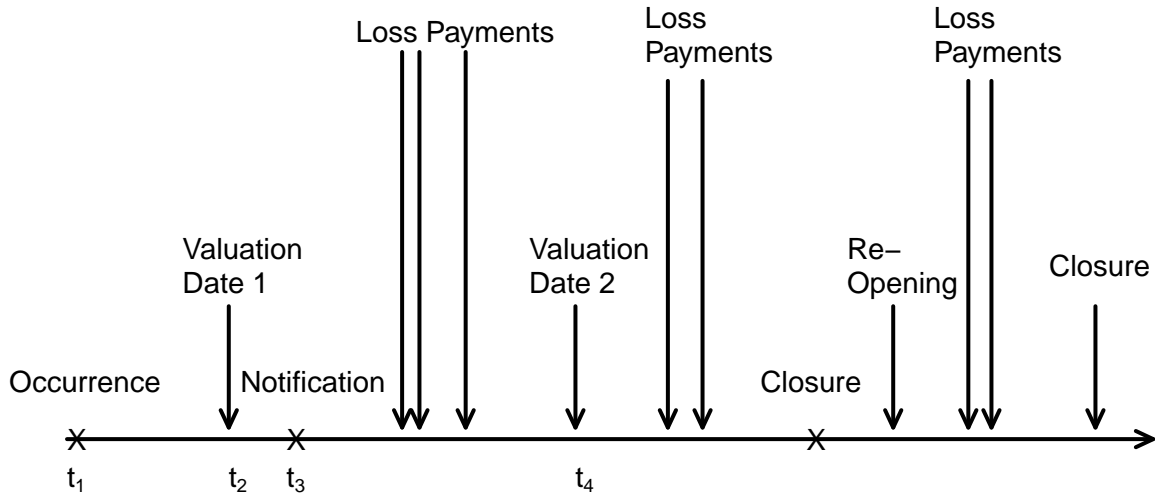 Loss Payments
Loss
Payments
Loss
Payments
Valuation
Date 1
Valuation
Date 2
Re−
Opening
Closure
Occurrence
Notification
Closure
X
X
X
t1
t2
t3
t4